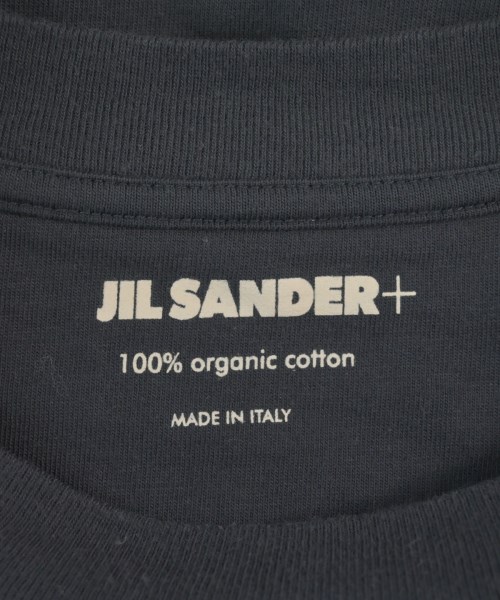 JIL SANDER+
100% organic cotton
MADE IN ITALY